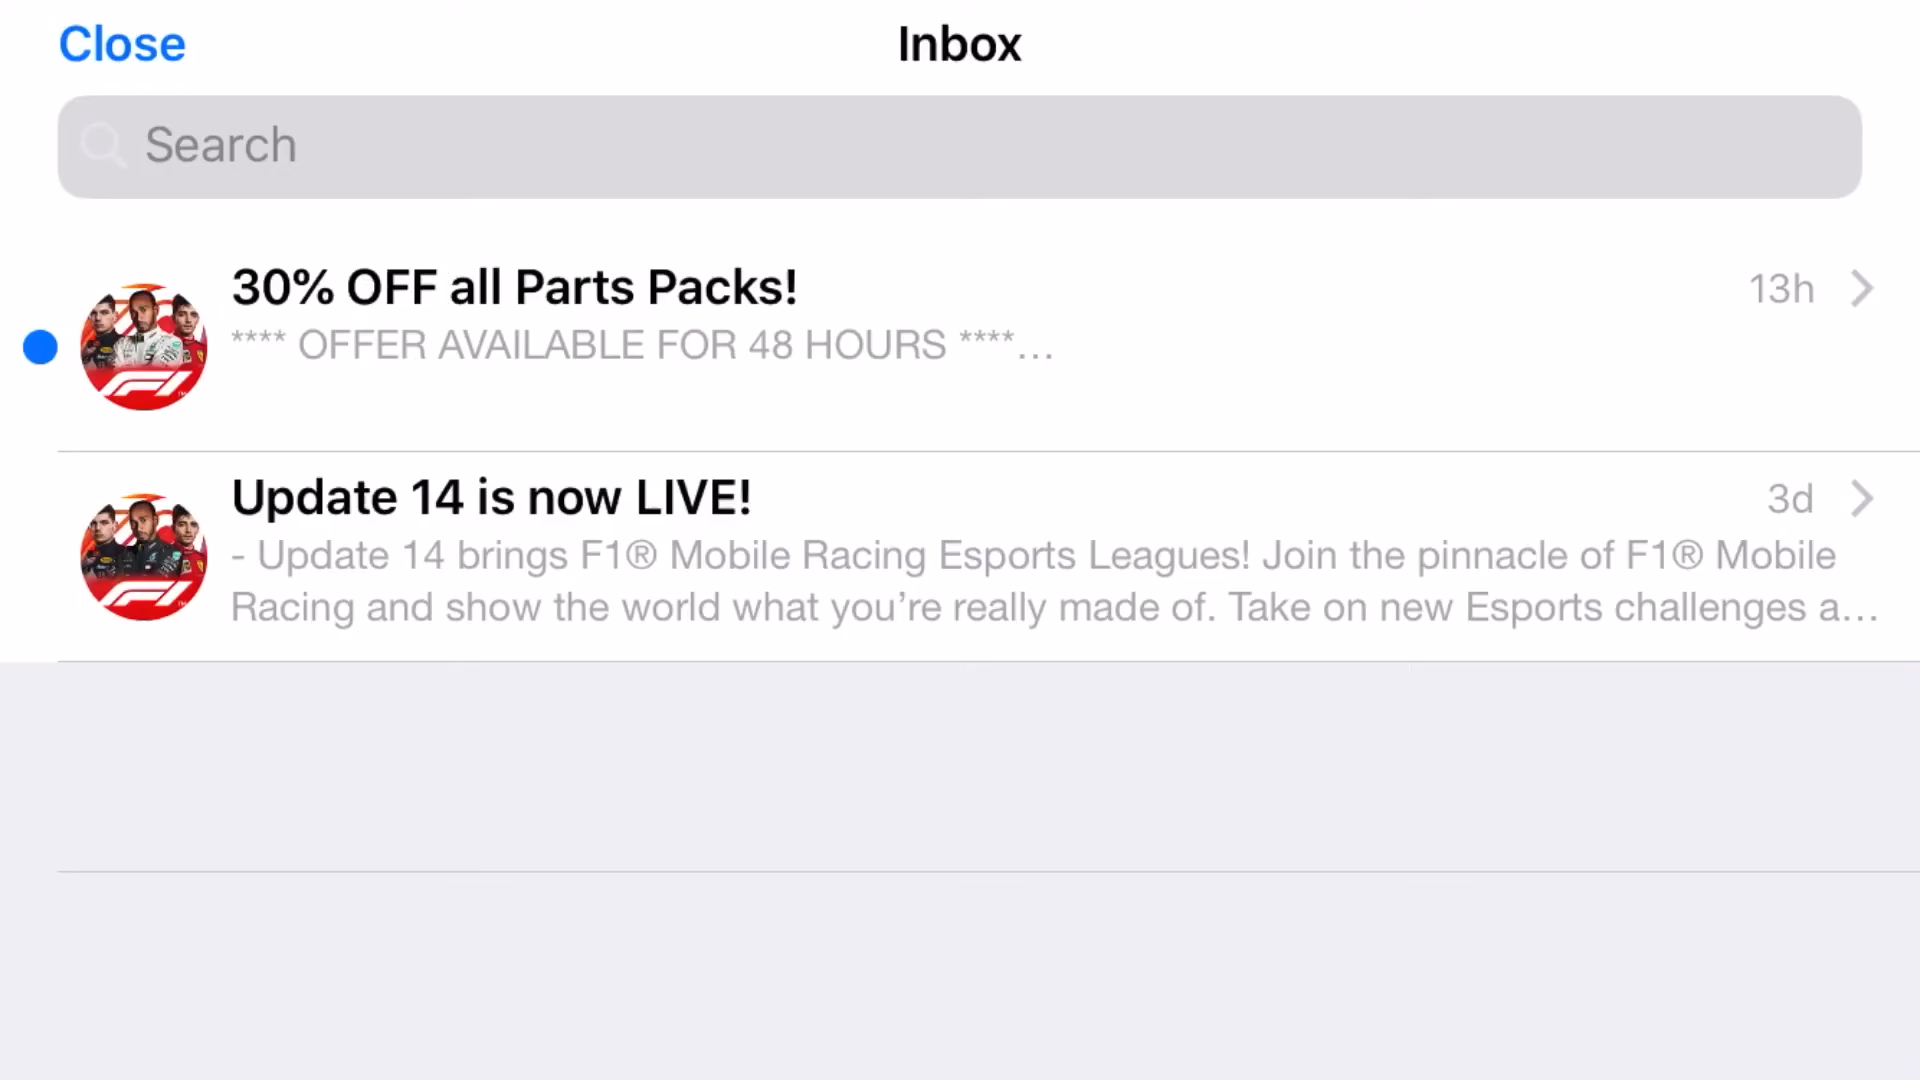 Close
Inbox
Search
30% OFF all Parts Packs!
13h
**** OFFER AVAILABLE FOR 48 HOURS ****…
Update 14 is now LIVE!
3d
- Update 14 brings F1® Mobile Racing Esports Leagues! Join the pinnacle of F1® Mobile
Racing and show the world what you’re really made of. Take on new Esports challenges a…